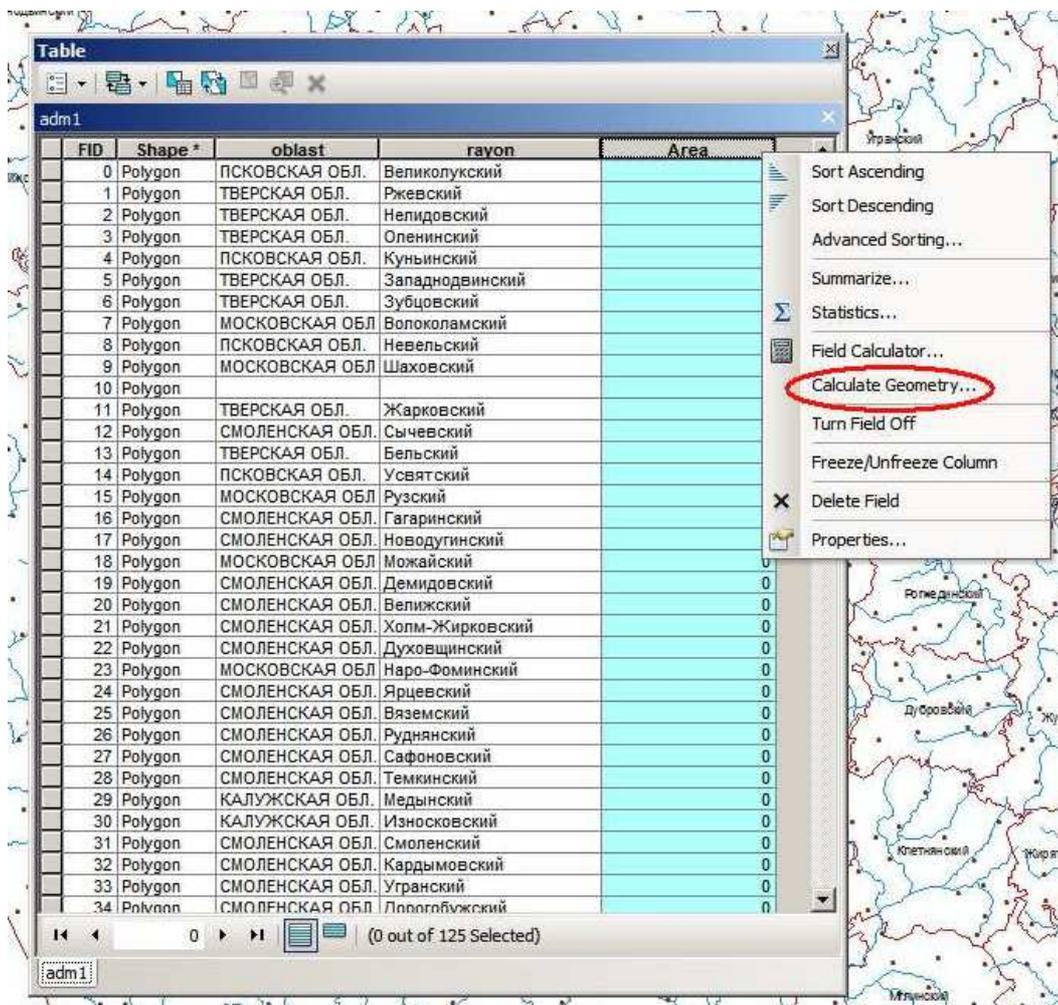 Table
adm1
Угранский
FID Shape * oblast rayon Area
0 Polygon ПСКОВСКАЯ ОБЛ. Великолукский
1 Polygon ТВЕРСКАЯ ОБЛ. Ржевский
2 Polygon ТВЕРСКАЯ ОБЛ. Нелидовский
3 Polygon ТВЕРСКАЯ ОБЛ. Оленинский
4 Polygon ПСКОВСКАЯ ОБЛ. Куньинский
5 Polygon ТВЕРСКАЯ ОБЛ. Западнодвинский
6 Polygon ТВЕРСКАЯ ОБЛ. Зубцовский
7 Polygon МОСКОВСКАЯ ОБЛ Волоколамский
8 Polygon ПСКОВСКАЯ ОБЛ. Невельский
9 Polygon МОСКОВСКАЯ ОБЛ Шаховский
10 Polygon
11 Polygon ТВЕРСКАЯ ОБЛ. Жарковский
12 Polygon СМОЛЕНСКАЯ ОБЛ. Сычевский
13 Polygon ТВЕРСКАЯ ОБЛ. Бельский
14 Polygon ПСКОВСКАЯ ОБЛ. Усвятский
15 Polygon МОСКОВСКАЯ ОБЛ Рузский
16 Polygon СМОЛЕНСКАЯ ОБЛ. Гагаринский
17 Polygon СМОЛЕНСКАЯ ОБЛ. Новодугинский
18 Polygon МОСКОВСКАЯ ОБЛ Можайский 0
19 Polygon СМОЛЕНСКАЯ ОБЛ. Демидовский 0
20 Polygon СМОЛЕНСКАЯ ОБЛ. Велижский 0
21 Polygon СМОЛЕНСКАЯ ОБЛ. Холм-Жирковский 0
22 Polygon СМОЛЕНСКАЯ ОБЛ. Духовщинский 0
23 Polygon МОСКОВСКАЯ ОБЛ Наро-Фоминский 0
24 Polygon СМОЛЕНСКАЯ ОБЛ. Ярцевский 0
25 Polygon СМОЛЕНСКАЯ ОБЛ. Вяземский 0
26 Polygon СМОЛЕНСКАЯ ОБЛ. Руднянский 0
27 Polygon СМОЛЕНСКАЯ ОБЛ. Сафоновский 0
28 Polygon СМОЛЕНСКАЯ ОБЛ. Темкинский 0
29 Polygon КАЛУЖСКАЯ ОБЛ. Медынский 0
30 Polygon КАЛУЖСКАЯ ОБЛ. Износковский 0
31 Polygon СМОЛЕНСКАЯ ОБЛ. Смоленский 0
32 Polygon СМОЛЕНСКАЯ ОБЛ. Кардымовский 0
33 Polygon СМОЛЕНСКАЯ ОБЛ. Угранский 0
34 Polygon СМОЛЕНСКАЯ ОБЛ. Дорогобужский 0
Sort Ascending
Sort Descending
Advanced Sorting...
Summarize...
Statistics...
Field Calculator...
Calculate Geometry...
Turn Field Off
Freeze/Unfreeze Column
Delete Field
Properties...
Рогнединский
Дубровский
Клетнянский
Мглинский
0 (0 out of 125 Selected)
adm1